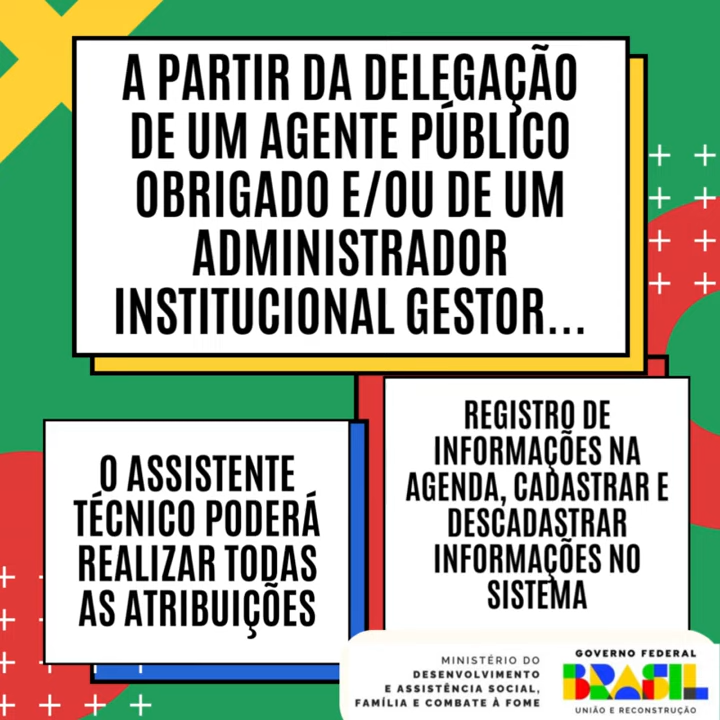 A PARTIR DA DELEGAÇÃO
DE UM AGENTE PÚBLICO
OBRIGADO E/OU DE UM
ADMINISTRADOR
INSTITUCIONAL GESTOR...
O ASSISTENTE
TÉCNICO PODERÁ
REALIZAR TODAS
AS ATRIBUIÇÕES
REGISTRO DE
INFORMAÇÕES NA
AGENDA, CADASTRAR E
DESCADASTRAR
INFORMAÇÕES NO
SISTEMA
MINISTÉRIO DO
DESENVOLVIMENTO
E ASSISTÊNCIA SOCIAL,
FAMÍLIA E COMBATE À FOME
GOVERNO FEDERAL
BRASIL
UNIÃO E RECONSTRUÇÃO